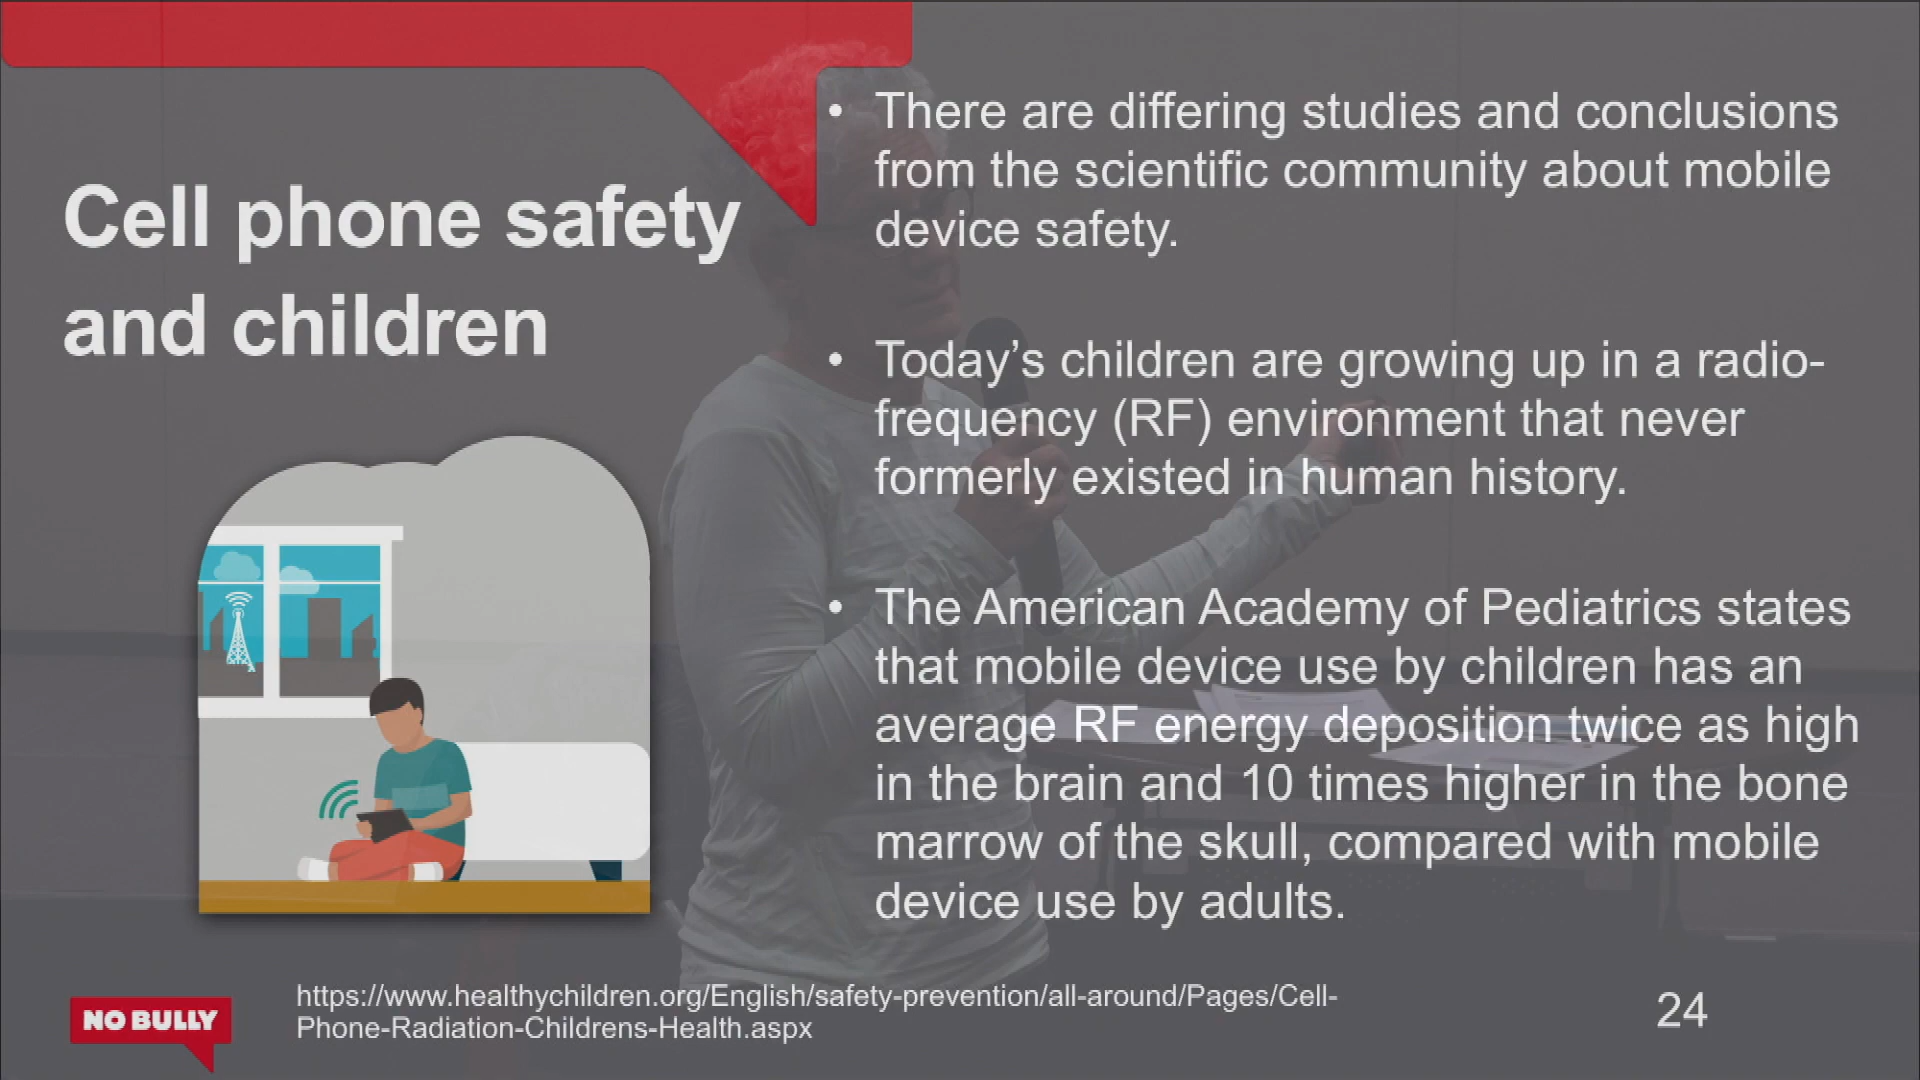 Cell phone safety
and children
• There are differing studies and conclusions
from the scientific community about mobile
device safety.
• Today’s children are growing up in a radio-
frequency (RF) environment that never
formerly existed in human history.
• The American Academy of Pediatrics states
that mobile device use by children has an
average RF energy deposition twice as high
in the brain and 10 times higher in the bone
marrow of the skull, compared with mobile
device use by adults.
NO BULLY
https://www.healthychildren.org/English/safety-prevention/all-around/Pages/Cell-
Phone-Radiation-Childrens-Health.aspx
24